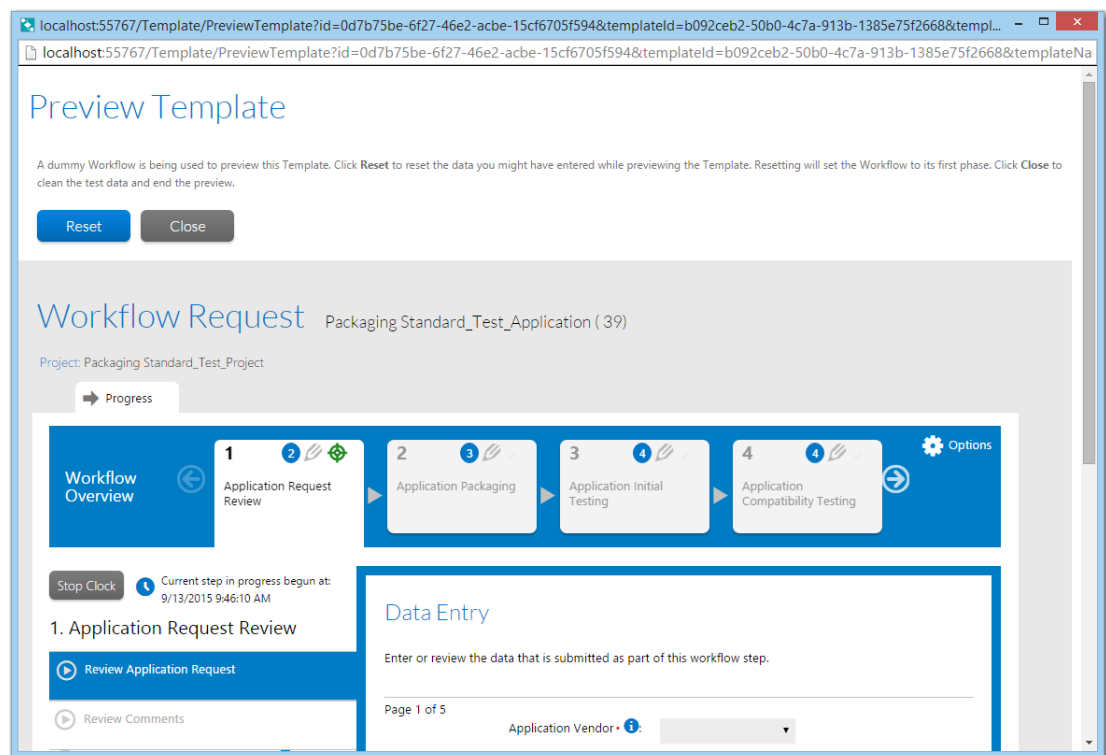 localhost:55767/Template/PreviewTemplate?id=0d7b75be-6f27-46e2-acbe-15cf6705f594&templateId=b092ceb2-50b0-4c7a-913b-1385e75f2668&templ...
localhost:55767/Template/PreviewTemplate?id=0d7b75be-6f27-46e2-acbe-15cf6705f594&templateId=b092ceb2-50b0-4c7a-913b-1385e75f2668&templateNa
Preview Template
A dummy Workflow is being used to preview this Template. Click Reset to reset the data you might have entered while previewing the Template. Resetting will set the Workflow to its first phase. Click Close to
clean the test data and end the preview.
Reset Close
Workflow Request Packaging Standard_Test_Application ( 39)
Project: Packaging Standard_Test_Project
Progress
Workflow Overview
1 2
Application Request Review
2 3
Application Packaging
3 4
Application Initial Testing
4 4
Application Compatibility Testing
Options
Stop Clock
Current step in progress begun at:
9/13/2015 9:46:10 AM
1. Application Request Review
Review Application Request
Review Comments
Data Entry
Enter or review the data that is submitted as part of this workflow step.
Page 1 of 5
Application Vendor • i: